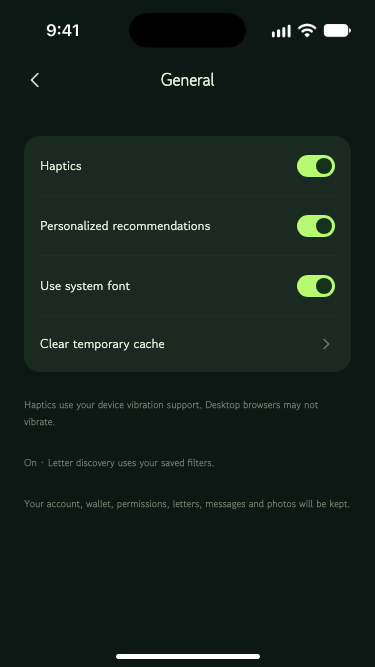 9:41
General
Haptics
Personalized recommendations
Use system font
Clear temporary cache
Haptics use your device vibration support. Desktop browsers may not
vibrate.
On · Letter discovery uses your saved filters.
Your account, wallet, permissions, letters, messages and photos will be kept.